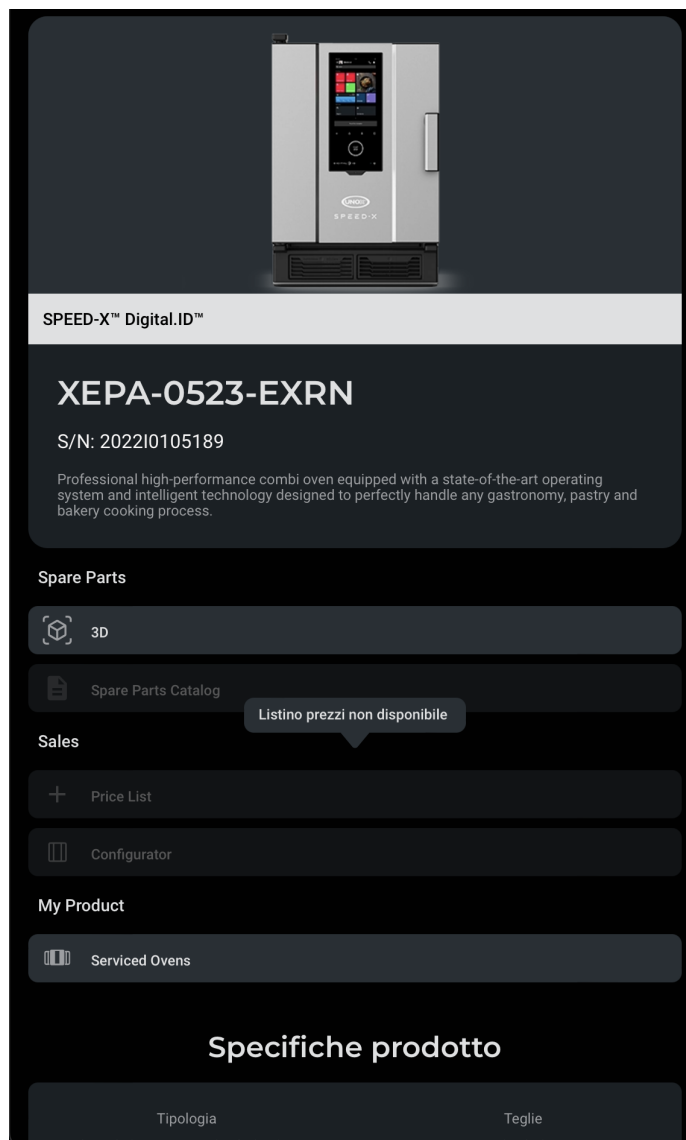 UNOX
SPEED-X
SPEED-X™ Digital.ID™
XEPA-0523-EXRN
S/N: 2022I0105189
Professional high-performance combi oven equipped with a state-of-the-art operating
system and intelligent technology designed to perfectly handle any gastronomy, pastry and
bakery cooking process.
Spare Parts
3D
Spare Parts Catalog
Listino prezzi non disponibile
Sales
Price List
Configurator
My Product
Serviced Ovens
Specifiche prodotto
Tipologia Teglie